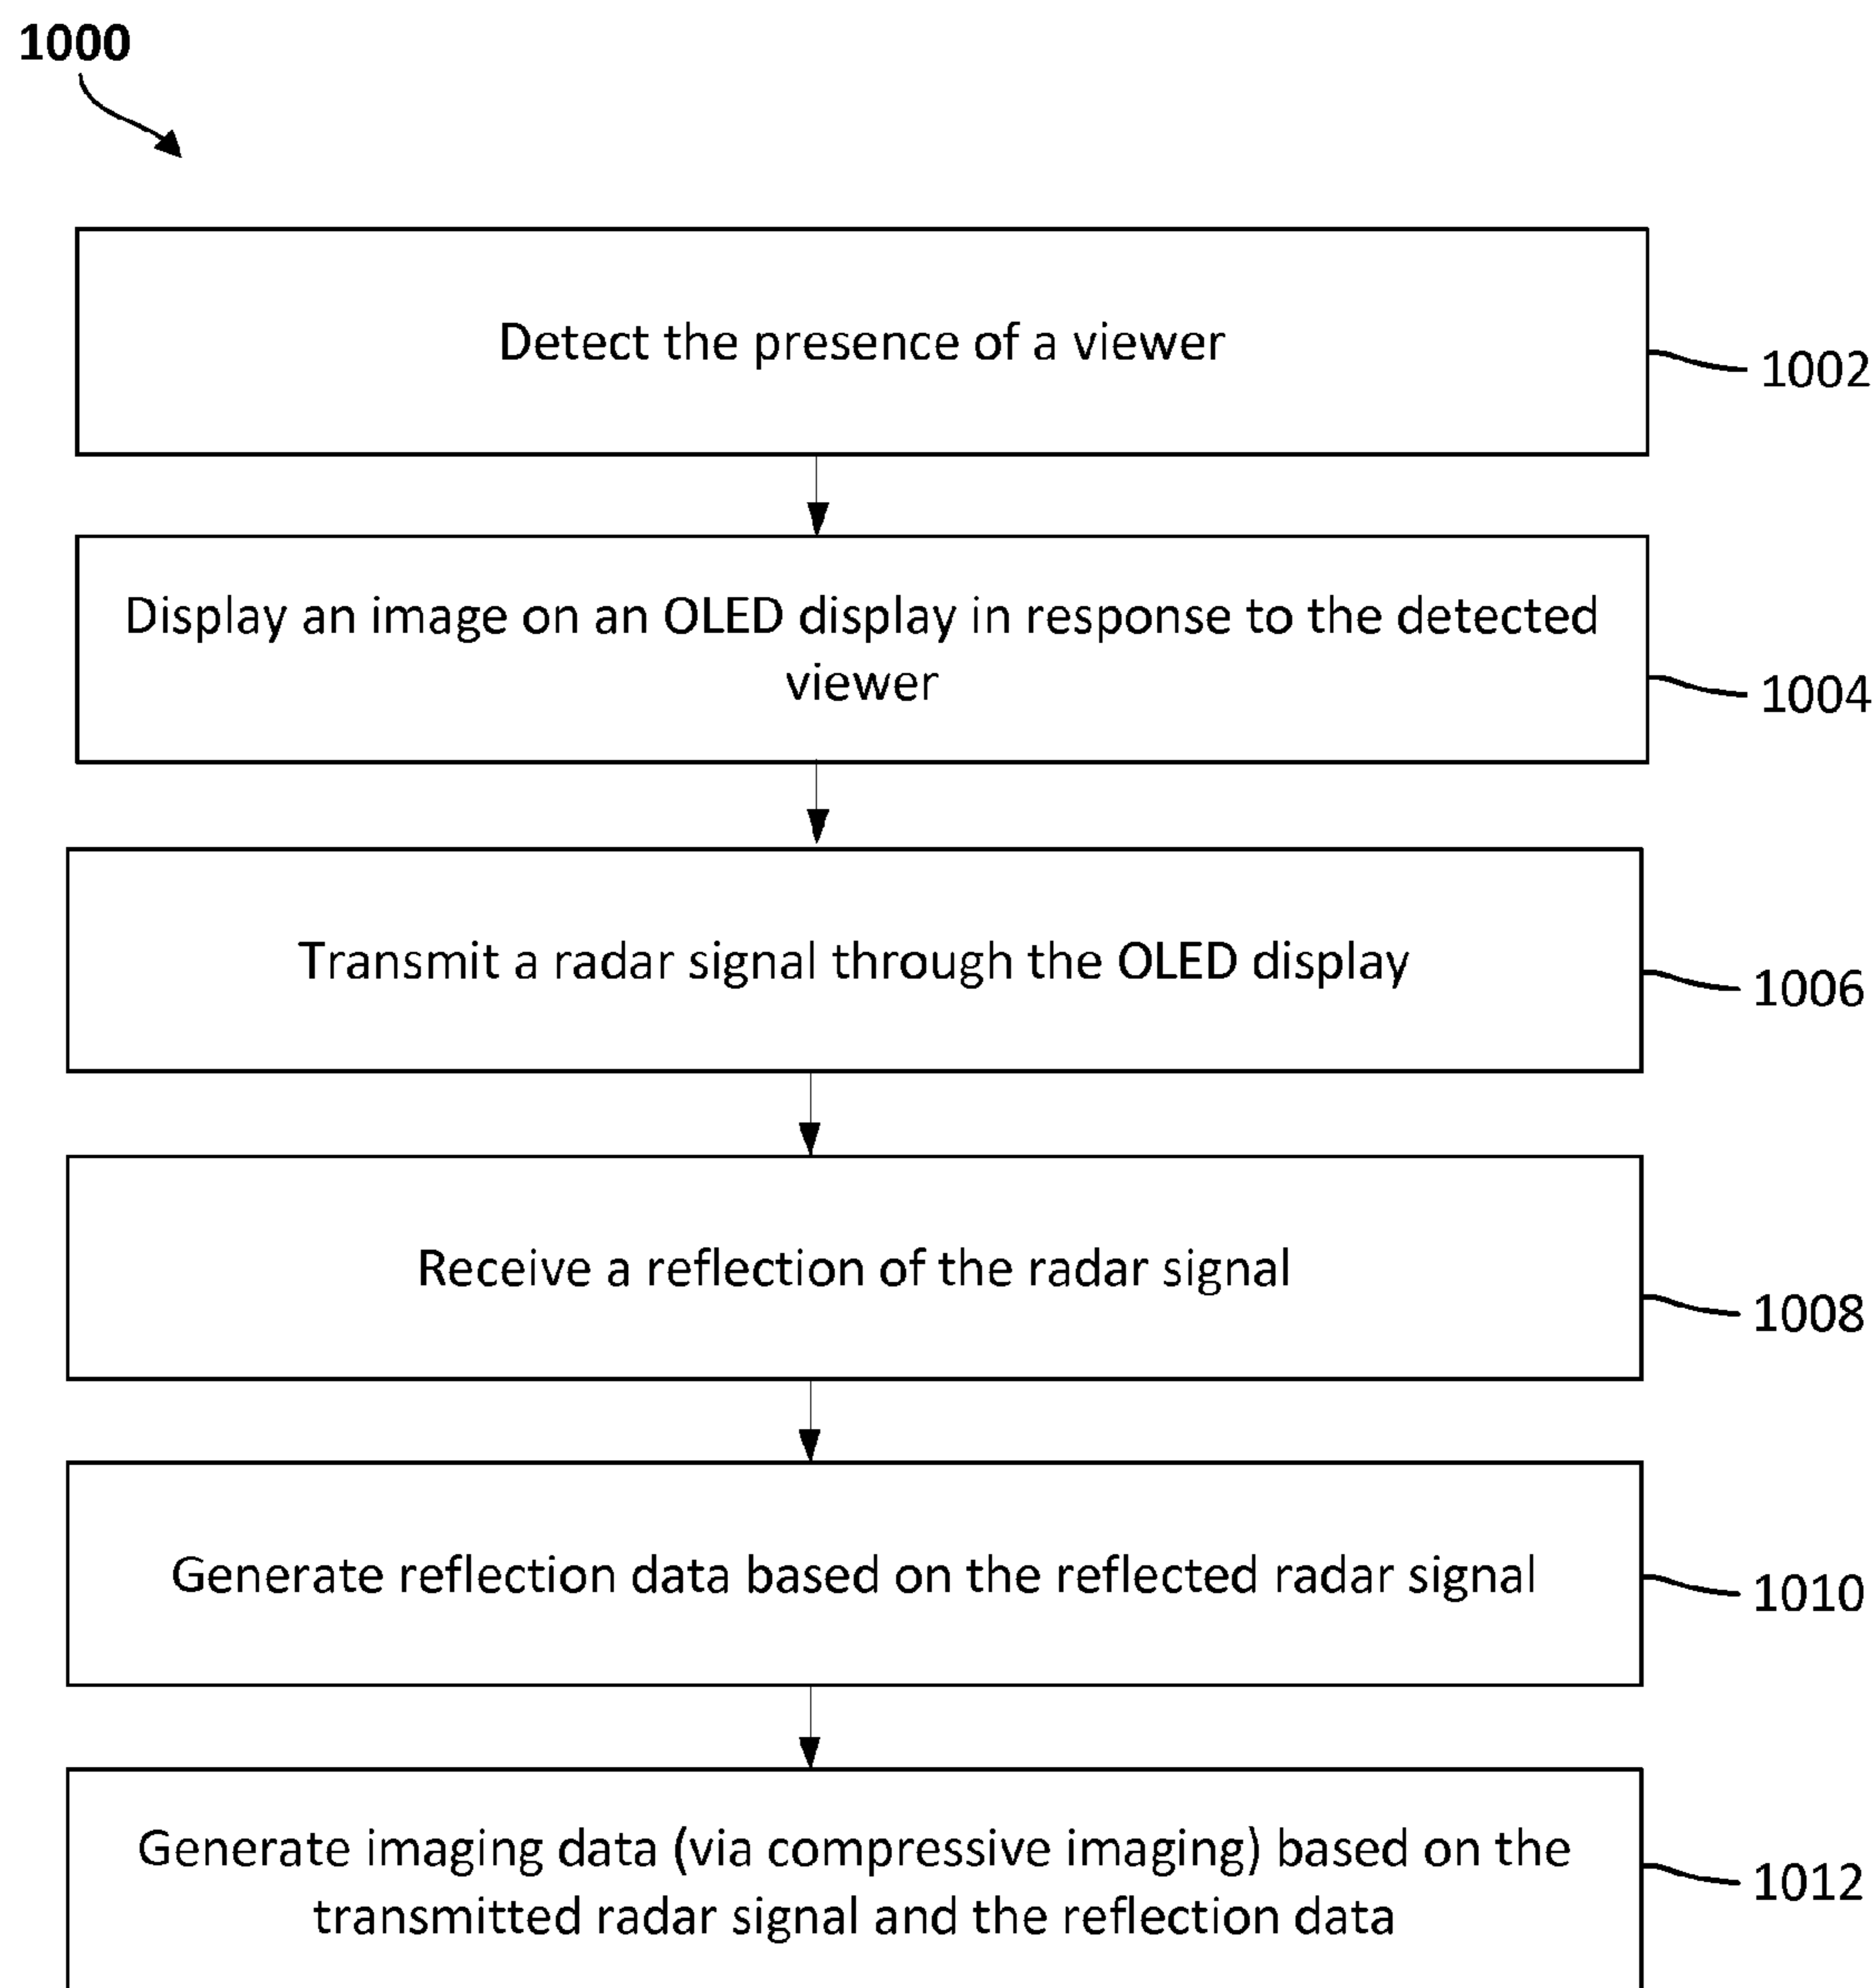 1000
Detect the presence of a viewer
1002
Display an image on an OLED display in response to the detected
viewer
1004
Transmit a radar signal through the OLED display
1006
Receive a reflection of the radar signal
1008
Generate reflection data based on the reflected radar signal
1010
Generate imaging data (via compressive imaging) based on the
transmitted radar signal and the reflection data
1012